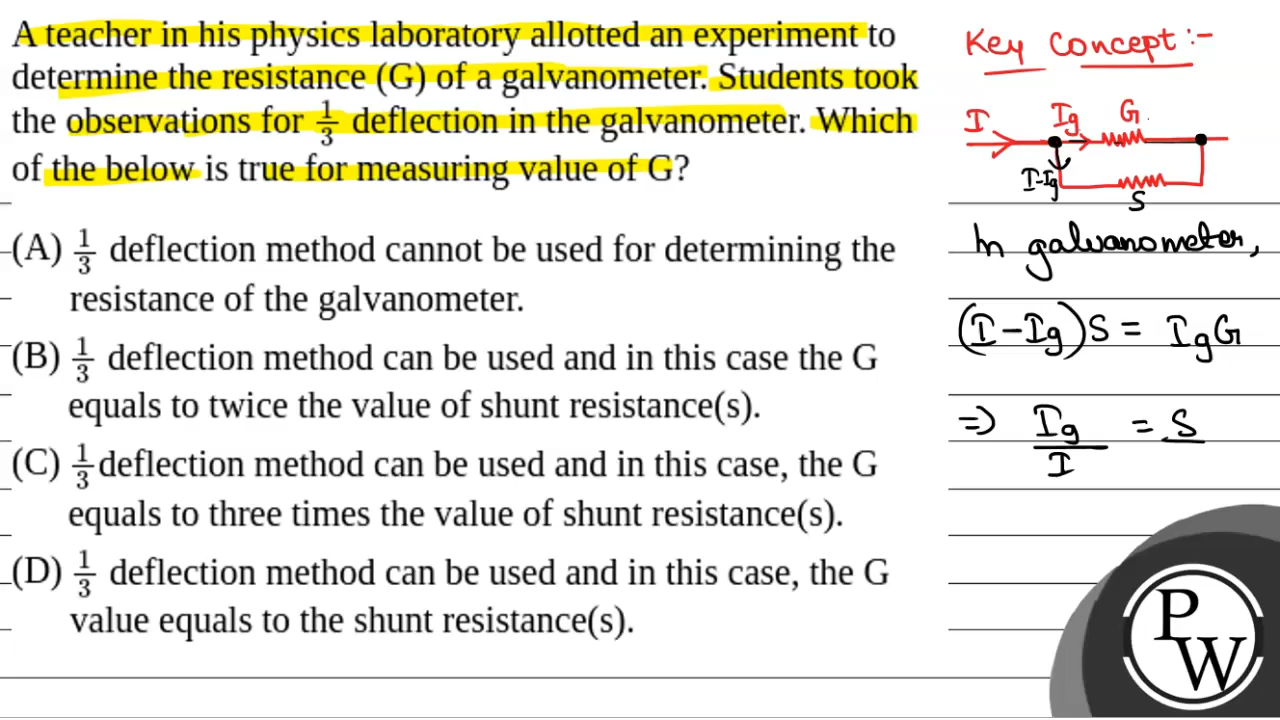 A teacher in his physics laboratory allotted an experiment to
determine the resistance (G) of a galvanometer. Students took
the observations for 1/3 deflection in the galvanometer. Which
of the below is true for measuring value of G?
(A) 1/3 deflection method cannot be used for determining the
resistance of the galvanometer.
(B) 1/3 deflection method can be used and in this case the G
equals to twice the value of shunt resistance(s).
(C) 1/3 deflection method can be used and in this case, the G
equals to three times the value of shunt resistance(s).
(D) 1/3 deflection method can be used and in this case, the G
value equals to the shunt resistance(s).
Key Concept :-
I Ig G
I-Ig
S
In galvanometer,
(I - Ig)S = IgG
=> Ig/I = S
P
W